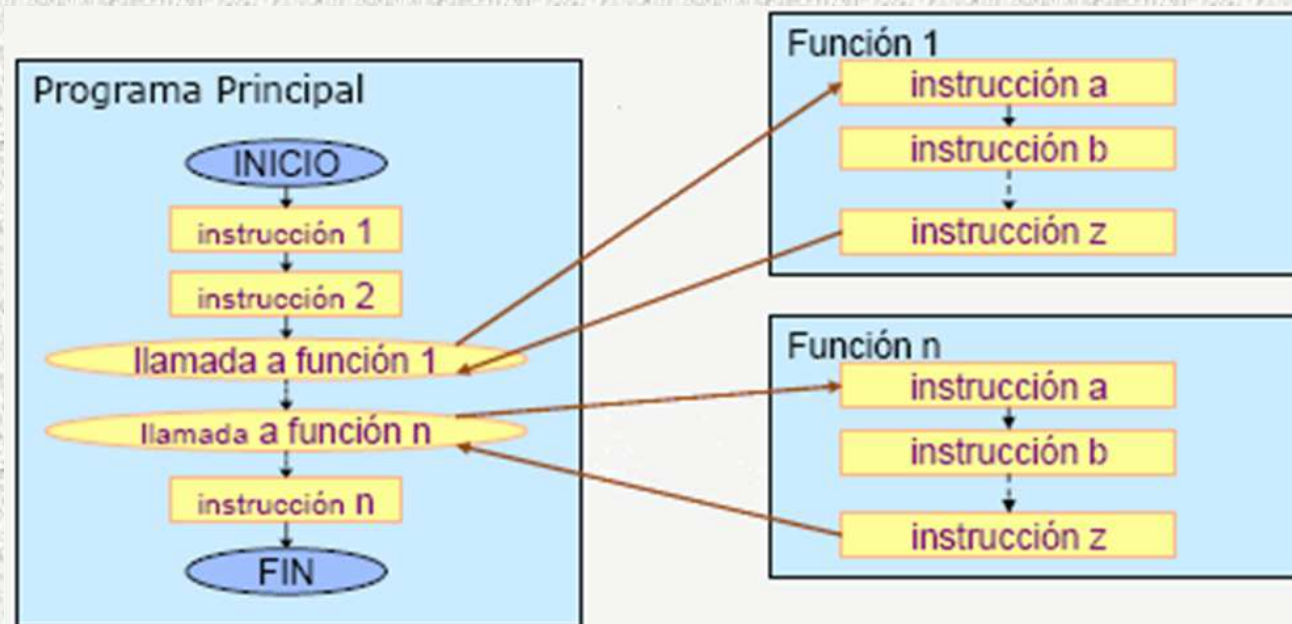 Programa Principal
INICIO
instrucción 1
instrucción 2
llamada a función 1
llamada a función n
instrucción n
FIN
Función 1
instrucción a
instrucción b
instrucción z
Función n
instrucción a
instrucción b
instrucción z